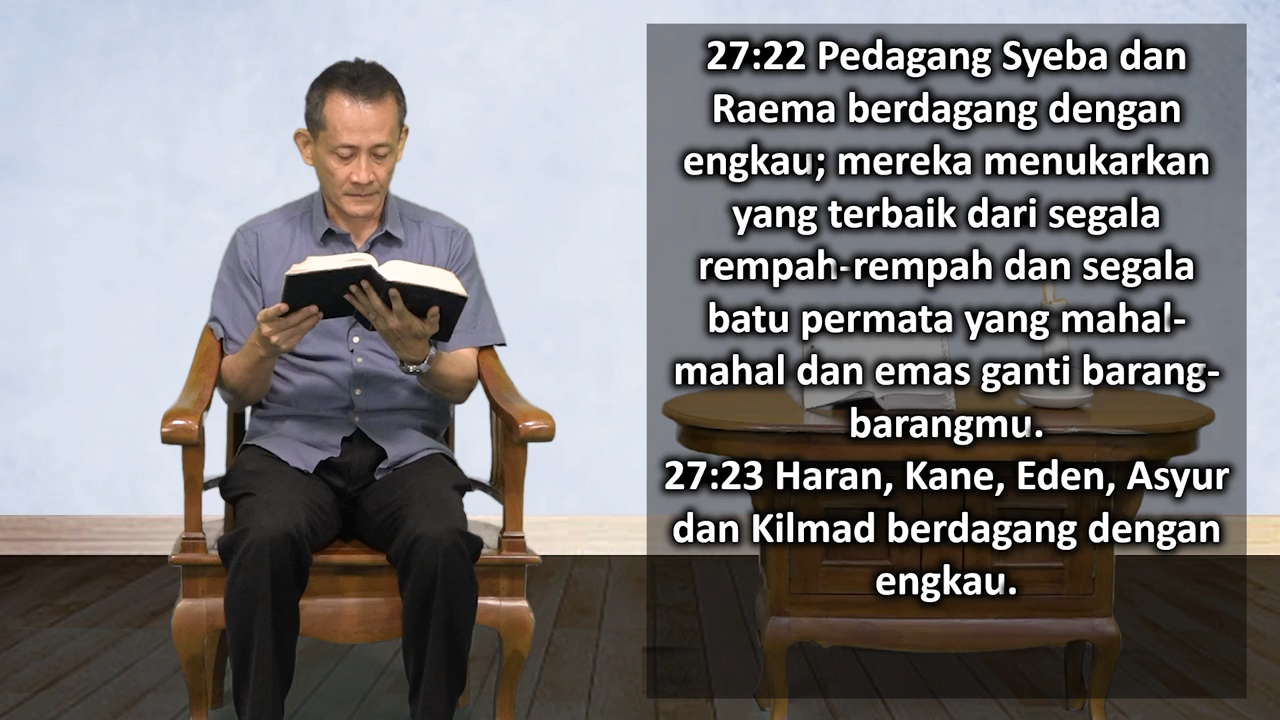 27:22 Pedagang Syeba dan
Raema berdagang dengan
engkau; mereka menukarkan
yang terbaik dari segala
rempah-rempah dan segala
batu permata yang mahal-
mahal dan emas ganti barang-
barangmu.
27:23 Haran, Kane, Eden, Asyur
dan Kilmad berdagang dengan
engkau.